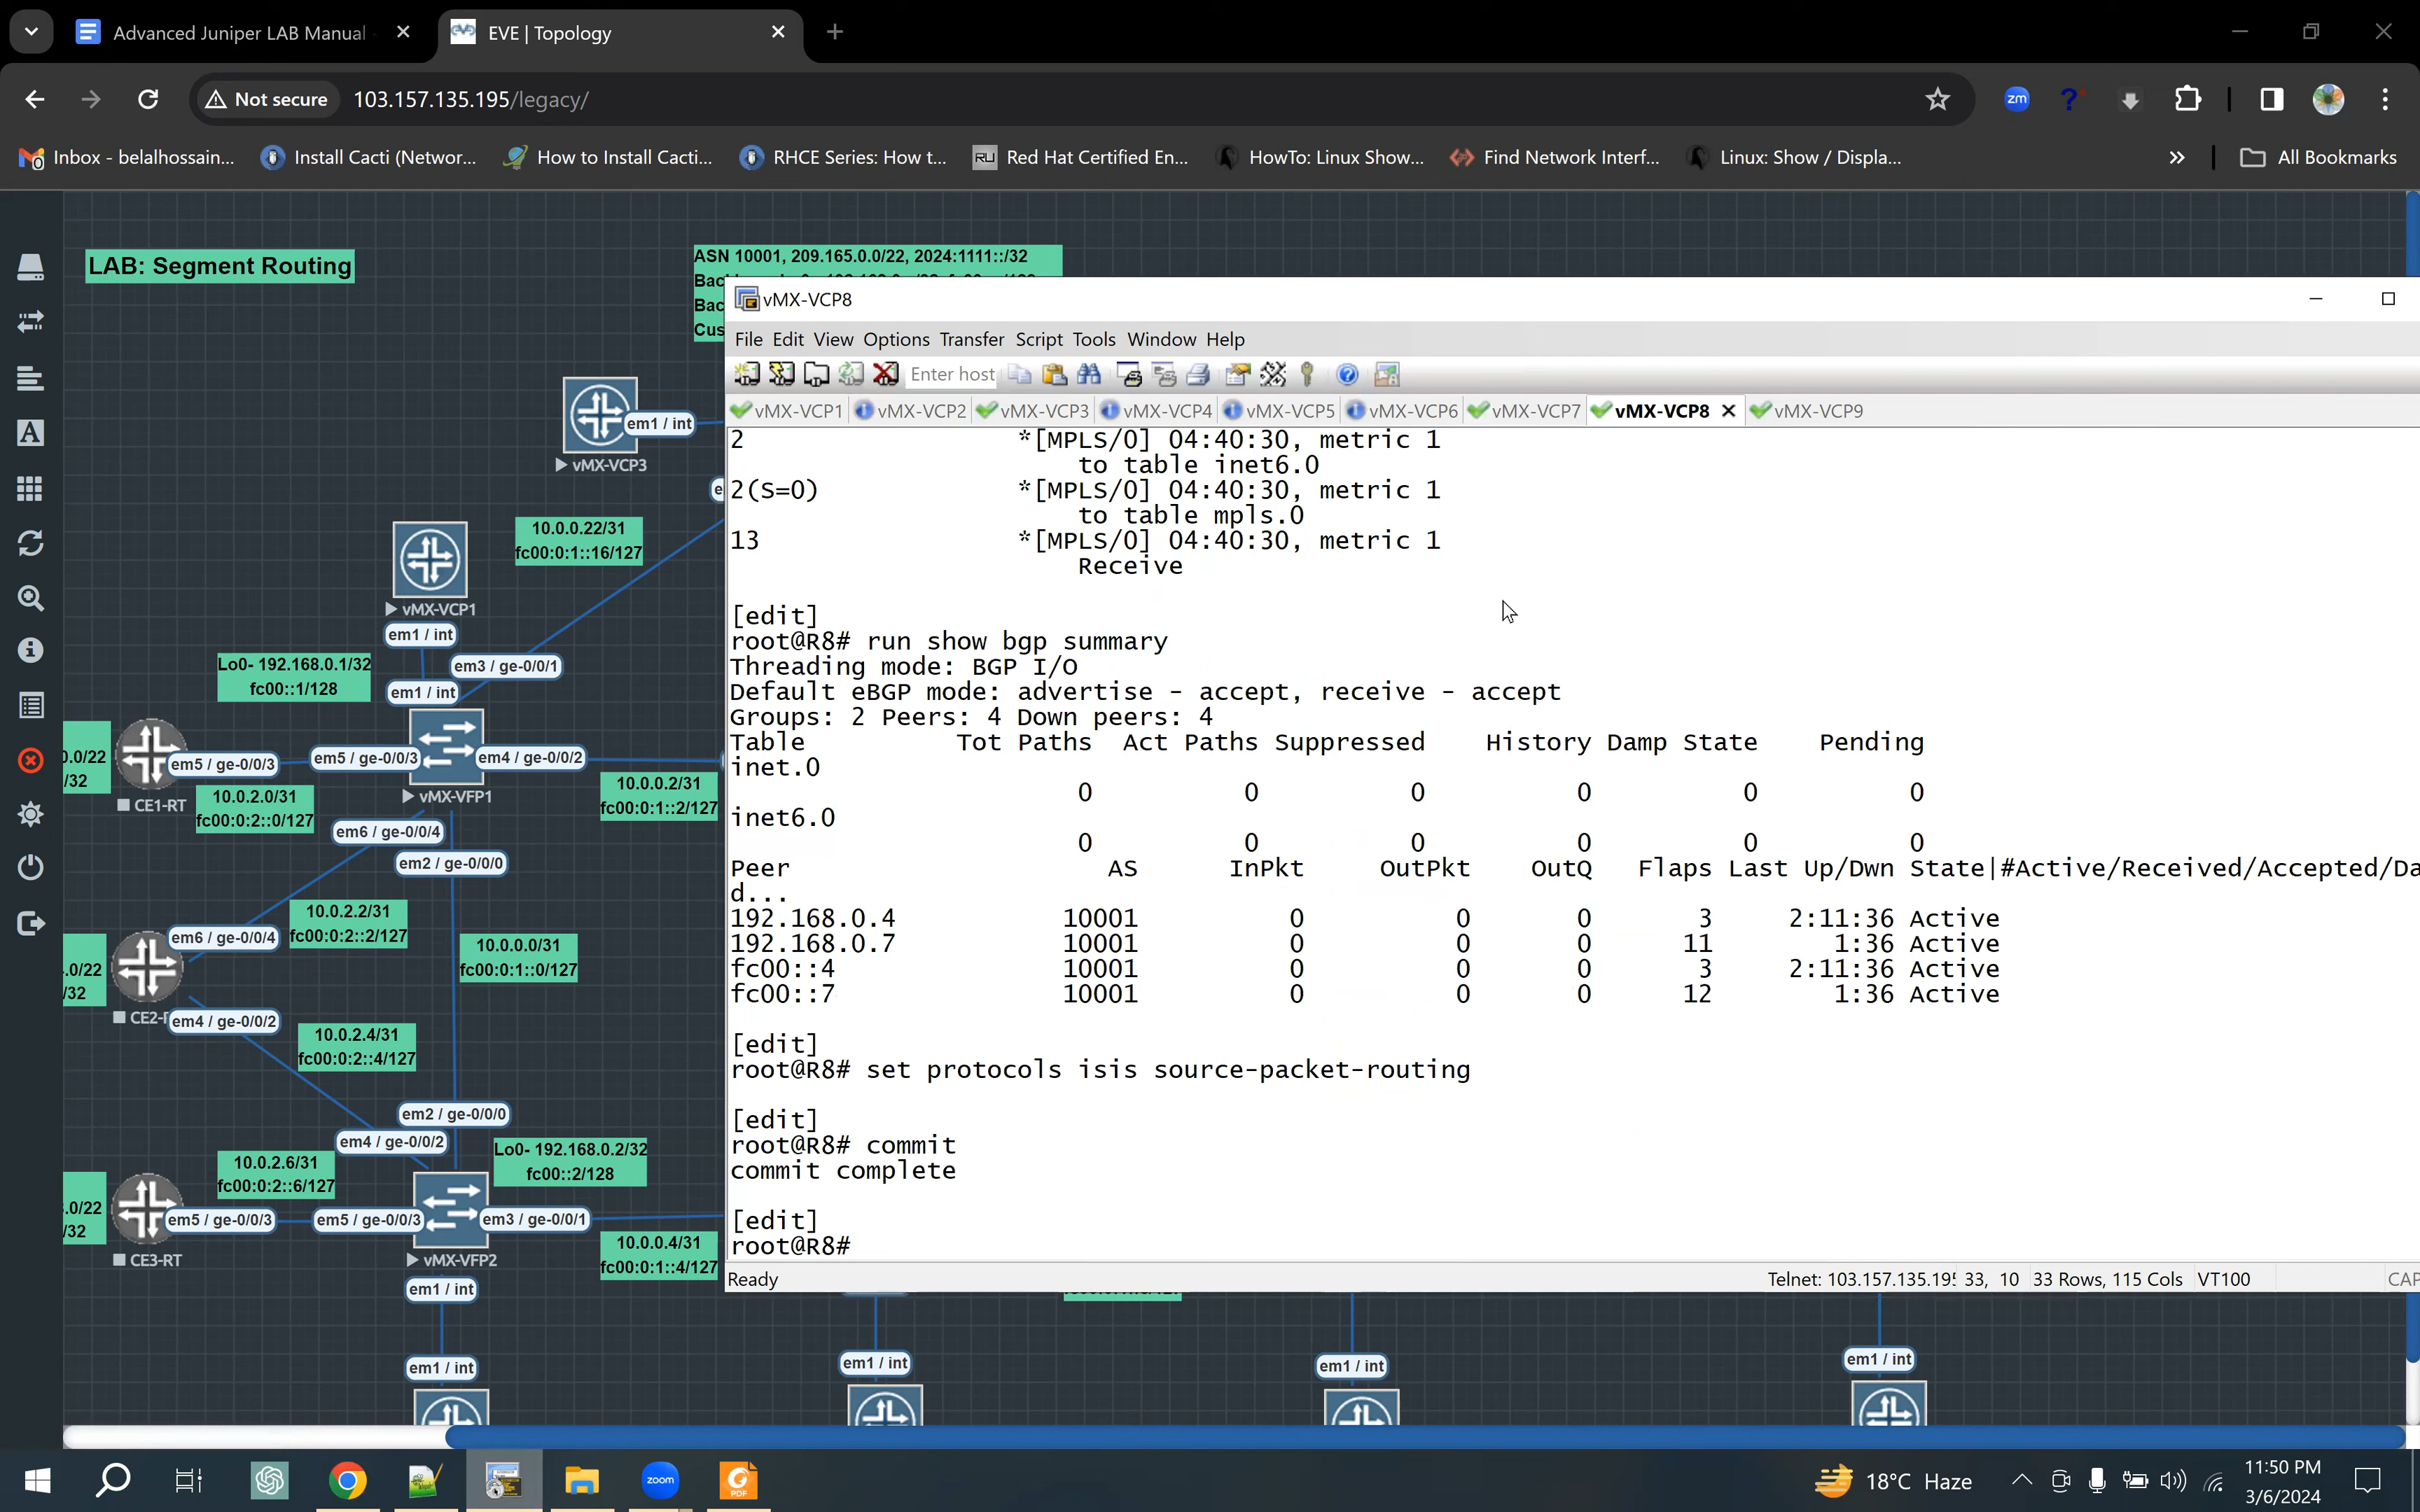 Advanced Juniper LAB Manual
EVE | Topology
Not secure 103.157.135.195/legacy/
zm
Inbox - belalhossain...
Install Cacti (Networ...
How to Install Cacti...
RHCE Series: How t...
Red Hat Certified En...
HowTo: Linux Show...
Find Network Interf...
Linux: Show / Displa...
All Bookmarks
LAB: Segment Routing
ASN 10001, 209.165.0.0/22, 2024:1111::/32
vMX-VCP3
em1 / int
vMX-VCP1
em1 / int
10.0.0.22/31
fc00:0:1::16/127
Lo0- 192.168.0.1/32
fc00::1/128
em3 / ge-0/0/1
em1 / int
0.0/22
/32
em5 / ge-0/0/3
em5 / ge-0/0/3
em4 / ge-0/0/2
CE1-RT
10.0.2.0/31
fc00:0:2::0/127
vMX-VFP1
10.0.0.2/31
fc00:0:1::2/127
em6 / ge-0/0/4
em2 / ge-0/0/0
10.0.2.2/31
fc00:0:2::2/127
em6 / ge-0/0/4
.0/22
/32
10.0.0.0/31
fc00:0:1::0/127
em4 / ge-0/0/2
10.0.2.4/31
fc00:0:2::4/127
em2 / ge-0/0/0
em4 / ge-0/0/2
10.0.2.6/31
fc00:0:2::6/127
Lo0- 192.168.0.2/32
fc00::2/128
.0/22
/32
em5 / ge-0/0/3
em5 / ge-0/0/3
em3 / ge-0/0/1
CE3-RT
vMX-VFP2
10.0.0.4/31
fc00:0:1::4/127
em1 / int
em1 / int
em1 / int
em1 / int
em1 / int
vMX-VCP8
File Edit View Options Transfer Script Tools Window Help
Enter host
vMX-VCP1 vMX-VCP2 vMX-VCP3 vMX-VCP4 vMX-VCP5 vMX-VCP6 vMX-VCP7 vMX-VCP8 vMX-VCP9
2 *[MPLS/0] 04:40:30, metric 1
to table inet6.0
2(S=0) *[MPLS/0] 04:40:30, metric 1
to table mpls.0
13 *[MPLS/0] 04:40:30, metric 1
Receive
[edit]
root@R8# run show bgp summary
Threading mode: BGP I/O
Default eBGP mode: advertise - accept, receive - accept
Groups: 2 Peers: 4 Down peers: 4
Table Tot Paths Act Paths Suppressed History Damp State Pending
inet.0
0 0 0 0 0 0
inet6.0
0 0 0 0 0 0
Peer AS InPkt OutPkt OutQ Flaps Last Up/Dwn State|#Active/Received/Accepted/Da
d...
192.168.0.4 10001 0 0 0 3 2:11:36 Active
192.168.0.7 10001 0 0 0 11 1:36 Active
fc00::4 10001 0 0 0 3 2:11:36 Active
fc00::7 10001 0 0 0 12 1:36 Active
[edit]
root@R8# set protocols isis source-packet-routing
[edit]
root@R8# commit
commit complete
[edit]
root@R8#
Ready
Telnet: 103.157.135.195 33, 10 33 Rows, 115 Cols VT100 CAP
zoom
PDF
18°C Haze
11:50 PM
3/6/2024